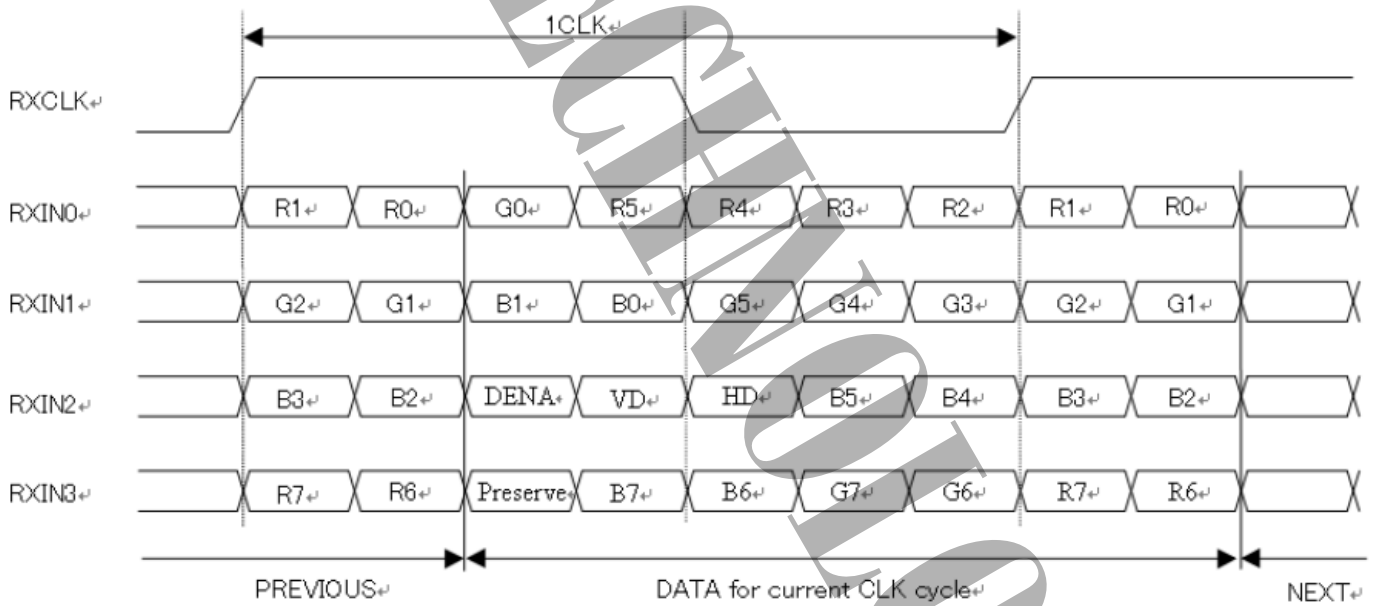 1CLK↵
RXCLK↵
RXIN0↵ R1↵ R0↵ G0↵ R5↵ R4↵ R3↵ R2↵ R1↵ R0↵
RXIN1↵ G2↵ G1↵ B1↵ B0↵ G5↵ G4↵ G3↵ G2↵ G1↵
RXIN2↵ B3↵ B2↵ DENA↵ VD↵ HD↵ B5↵ B4↵ B3↵ B2↵
RXIN3↵ R7↵ R6↵ Preserve↵ B7↵ B6↵ G7↵ G6↵ R7↵ R6↵
PREVIOUS↵ DATA for current CLK cycle↵ NEXT↵